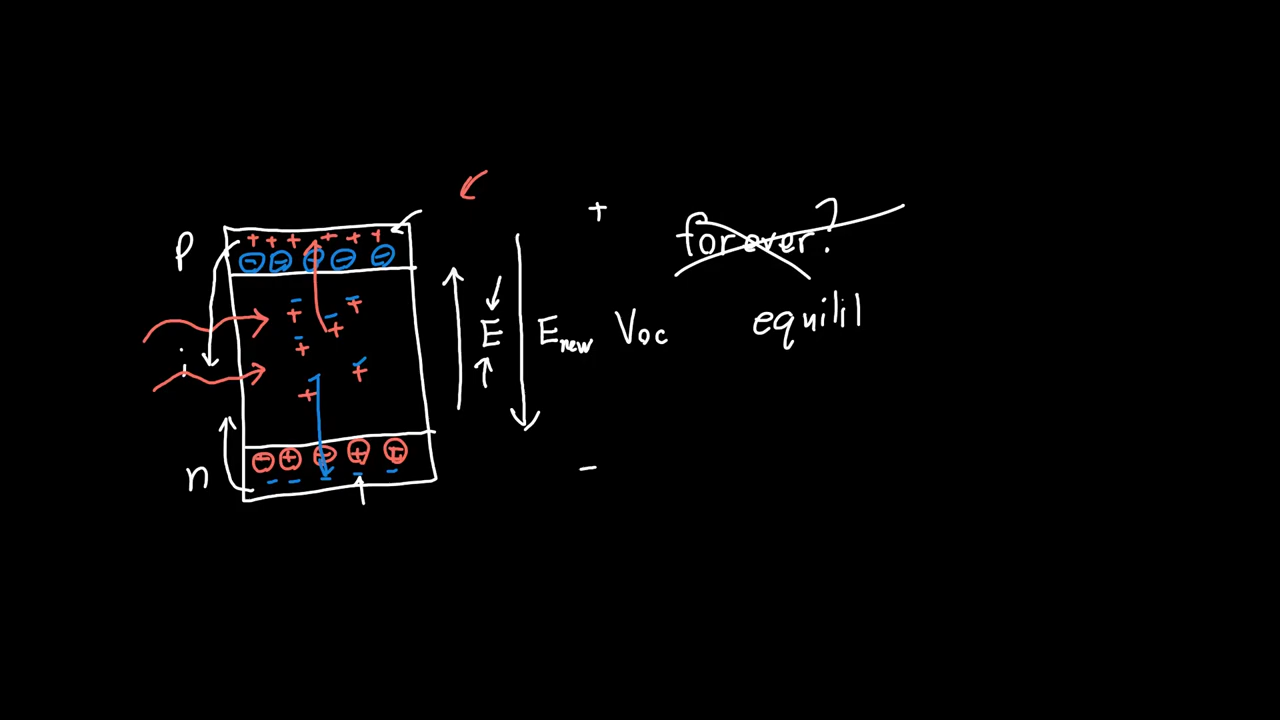 p
+ + + + + +
⊖ ⊖ ⊖ ⊖ ⊖
i
n
⊕ ⊕ ⊕ ⊕ ⊕
- - - - -
E
E_new Voc
+
-
forever?
equilil